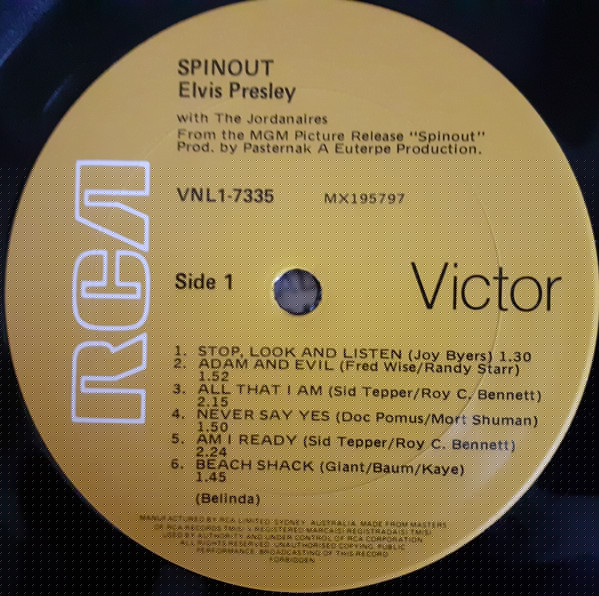 SPINOUT
Elvis Presley
with The Jordanaires
From the MGM Picture Release "Spinout"
Prod. by Pasternak A Euterpe Production.
VNL1-7335 MX195797
RCA
Side 1
Victor
1. STOP, LOOK AND LISTEN (Joy Byers) 1.30
2. ADAM AND EVIL (Fred Wise/Randy Starr)
1.52
3. ALL THAT I AM (Sid Tepper/Roy C. Bennett)
2.15
4. NEVER SAY YES (Doc Pomus/Mort Shuman)
1.50
5. AM I READY (Sid Tepper/Roy C. Bennett)
2.24
6. BEACH SHACK (Giant/Baum/Kaye)
1.45
(Belinda)
MANUFACTURED BY RCA LIMITED, SYDNEY, AUSTRALIA. MADE FROM MASTERS
OF RCA RECORDS TM(S) REGISTERED MARCA(S) REGISTRADA(S) TM(S)
USED BY AUTHORITY AND UNDER CONTROL OF RCA CORPORATION
ALL RIGHTS RESERVED. UNAUTHORISED COPYING, PUBLIC
PERFORMANCE, BROADCASTING OF THIS RECORD
FORBIDDEN